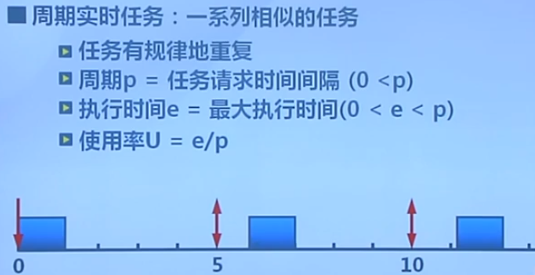 周期实时任务：一系列相似的任务
任务有规律地重复
周期p = 任务请求时间间隔 (0 <p)
执行时间e = 最大执行时间(0 < e < p)
使用率U = e/p
0 5 10